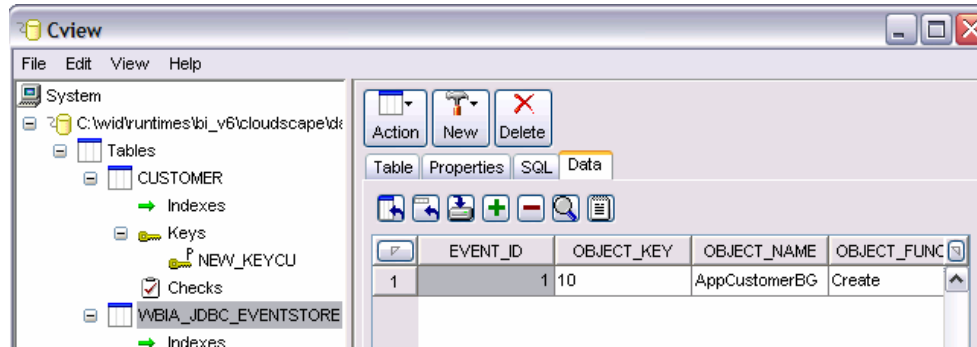 Cview
File Edit View Help
System
C:\wid\runtimes\bi_v6\cloudscape\da
Tables
CUSTOMER
Indexes
Keys
NEW_KEYCU
Checks
WBIA_JDBC_EVENTSTORE
Indexes
Action New Delete
Table Properties SQL Data
EVENT_ID OBJECT_KEY OBJECT_NAME OBJECT_FUNC
1 1 10 AppCustomerBG Create